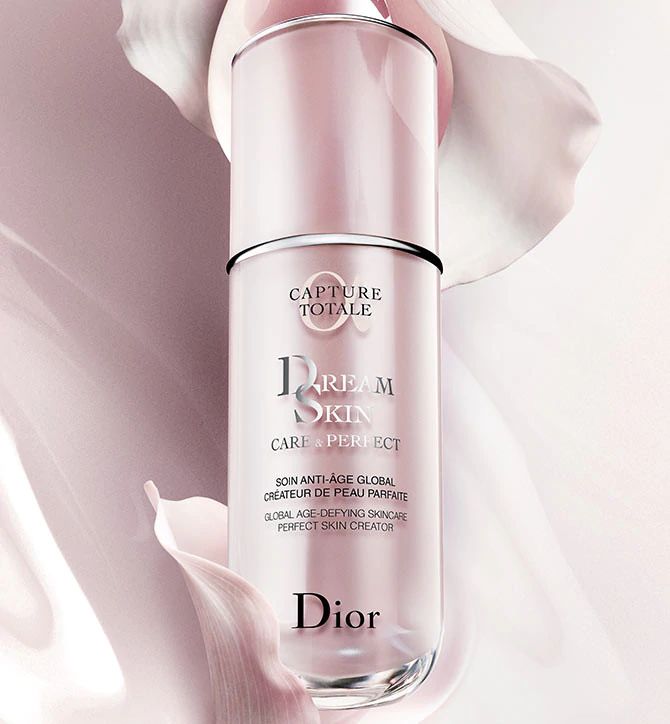 CAPTURE
TOTALE
DREAM
SKIN
CARE & PERFECT
SOIN ANTI-ÂGE GLOBAL
CRÉATEUR DE PEAU PARFAITE
GLOBAL AGE-DEFYING SKINCARE
PERFECT SKIN CREATOR
Dior